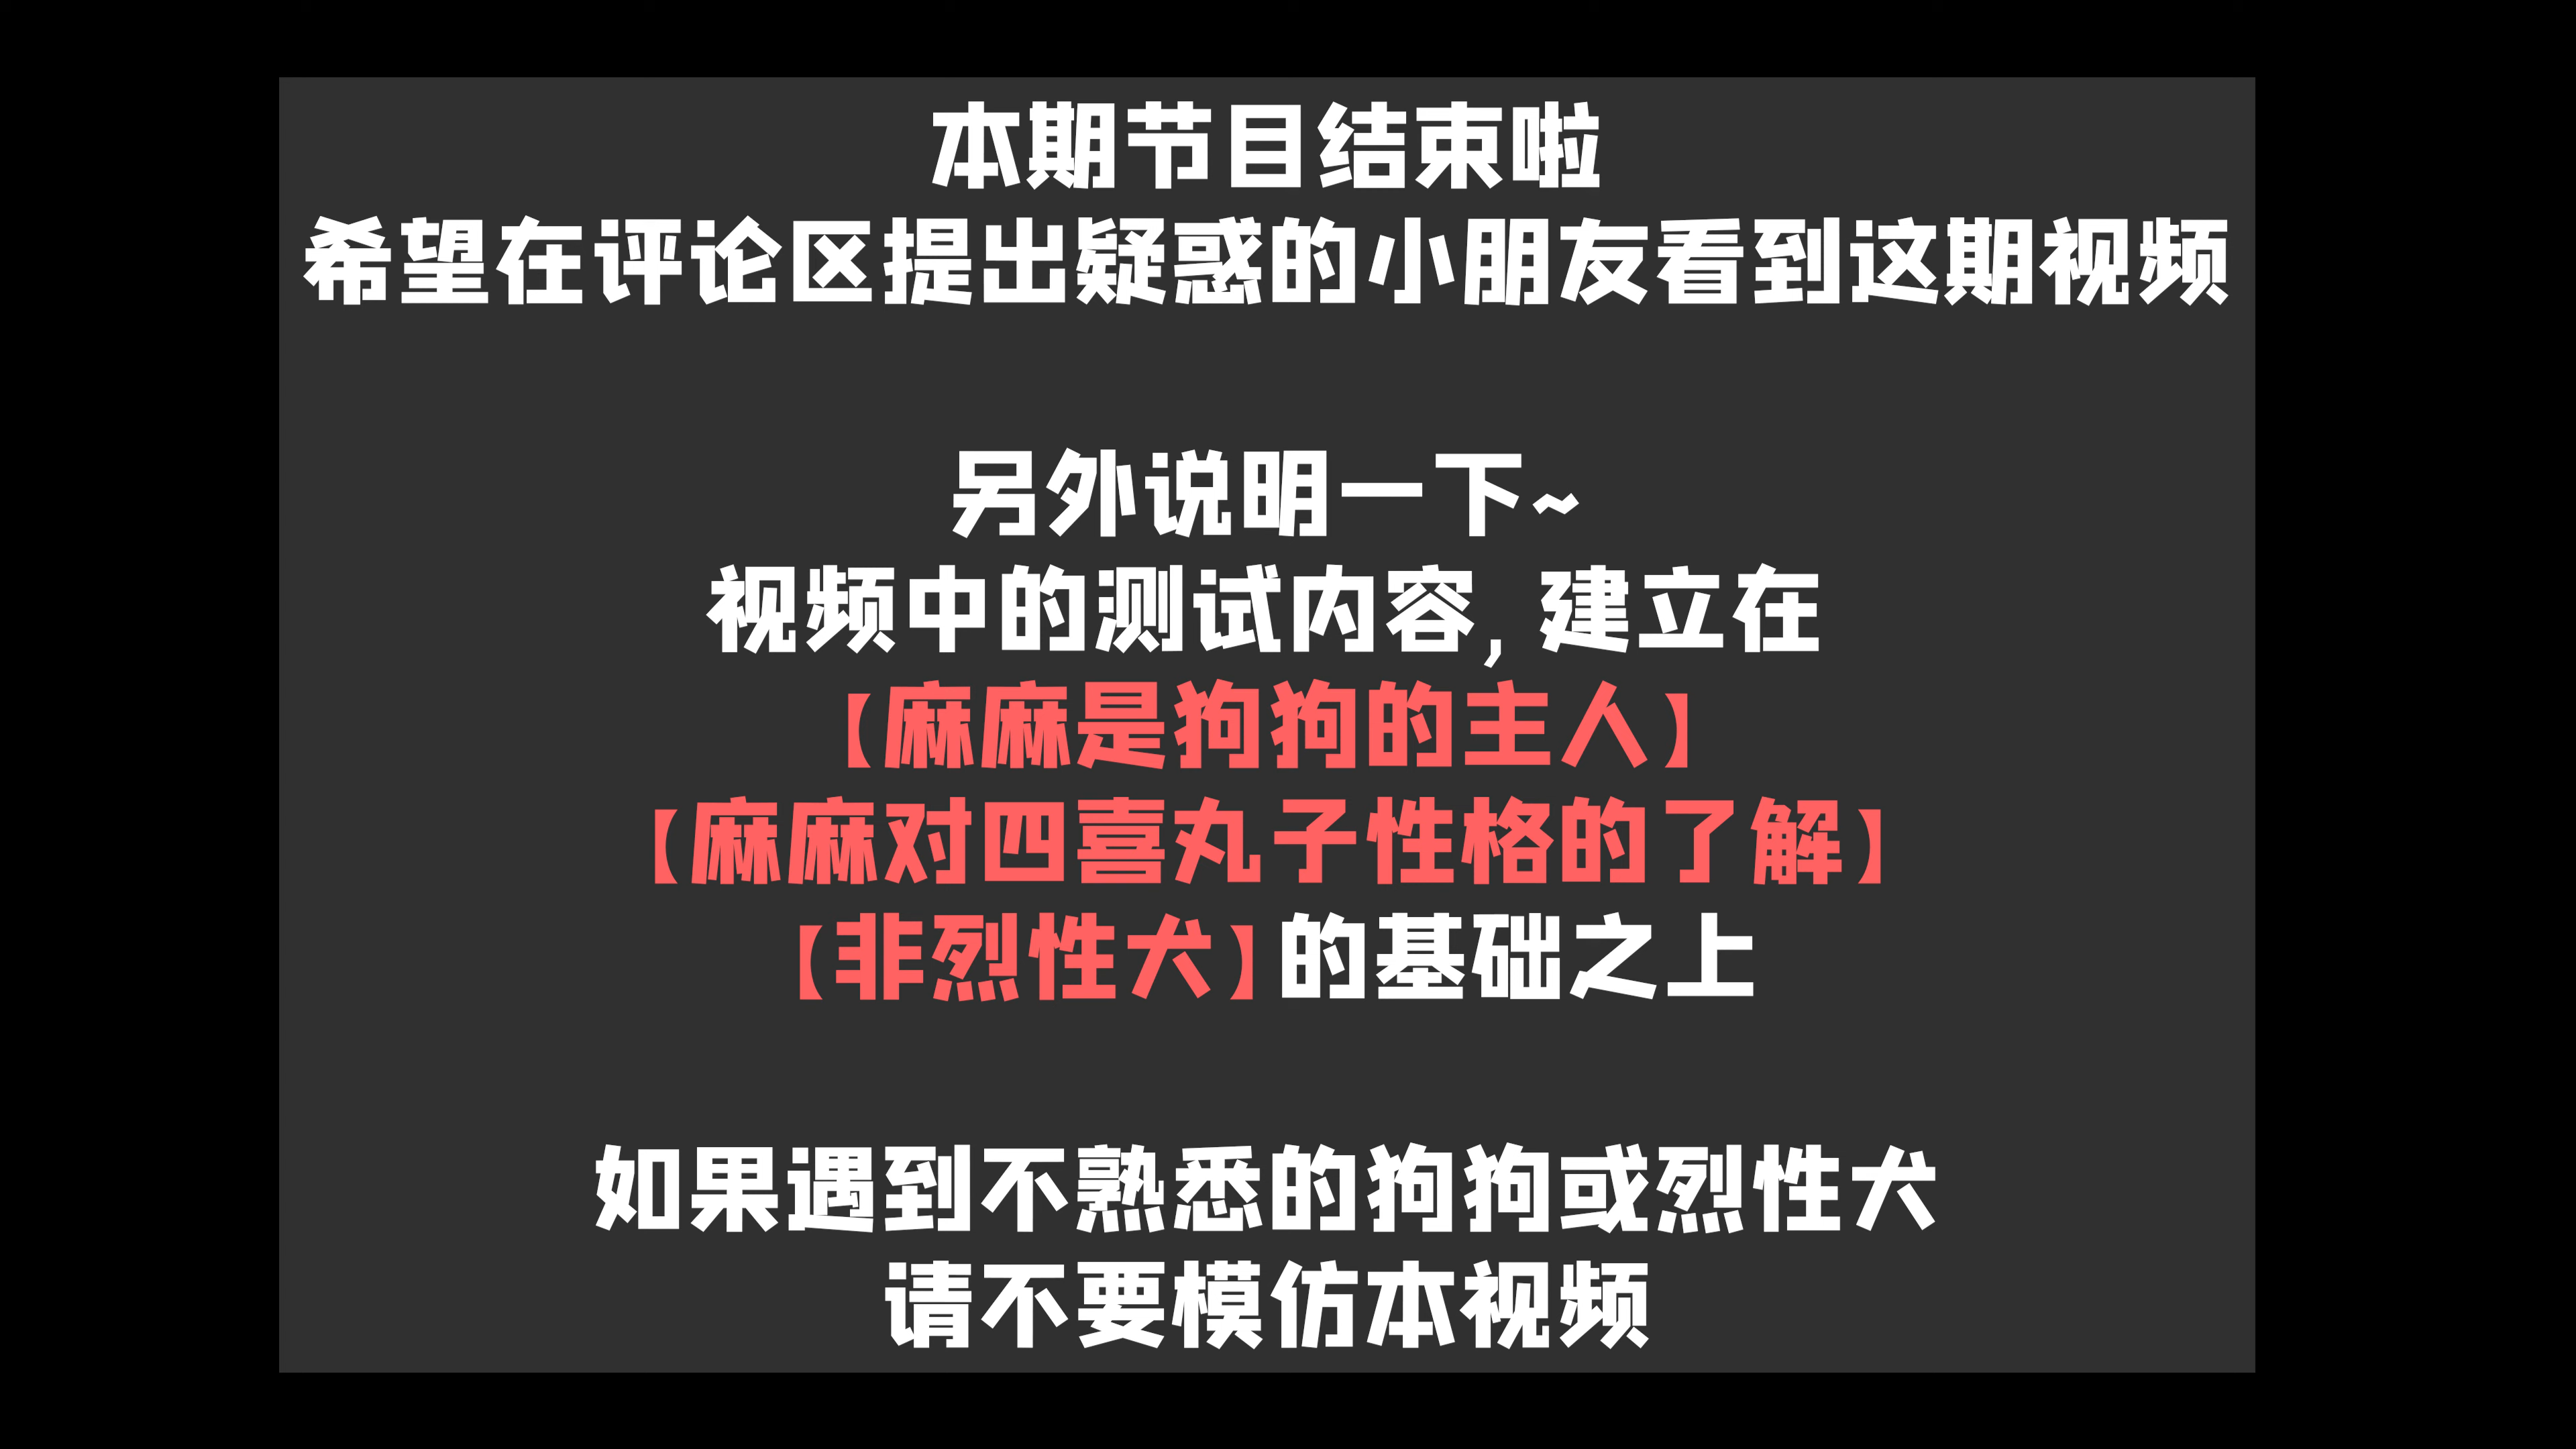 本期节目结束啦
希望在评论区提出疑惑的小朋友看到这期视频
另外说明一下~
视频中的测试内容，建立在
【麻麻是狗狗的主人】
【麻麻对四喜丸子性格的了解】
【非烈性犬】的基础之上
如果遇到不熟悉的狗狗或烈性犬
请不要模仿本视频